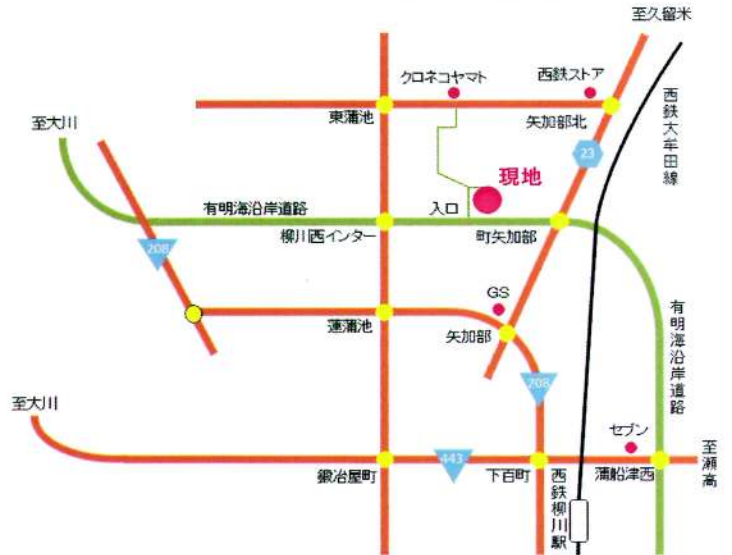 至久留米
クロネコヤマト
西鉄ストア
東蒲池
矢加部北
西鉄大牟田線
至大川
23
現地
有明海沿岸道路
入口
柳川西インター
町矢加部
208
GS
蓮蒲池
矢加部
有明海沿岸道路
208
至大川
セブン
443
鍛冶屋町
下百町
西鉄柳川駅
蒲船津西
至瀬高